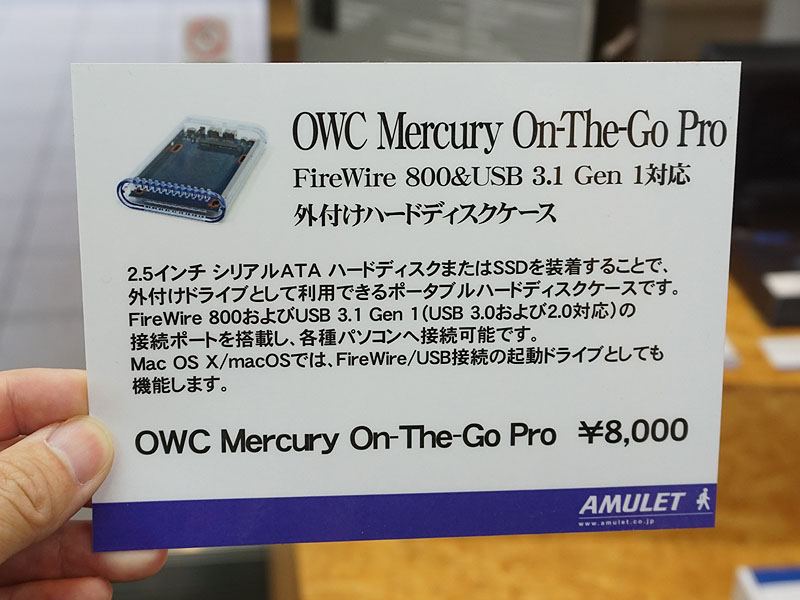 OWC Mercury On-The-Go Pro
FireWire 800&USB 3.1 Gen 1対応
外付けハードディスクケース
2.5インチ シリアルATA ハードディスクまたはSSDを装着することで、
外付けドライブとして利用できるポータブルハードディスクケースです。
FireWire 800およびUSB 3.1 Gen 1(USB 3.0および2.0対応)の
接続ポートを搭載し、各種パソコンへ接続可能です。
Mac OS X/macOSでは、FireWire/USB接続の起動ドライブとしても
機能します。
OWC Mercury On-The-Go Pro ¥8,000
AMULET
www.amulet.co.jp